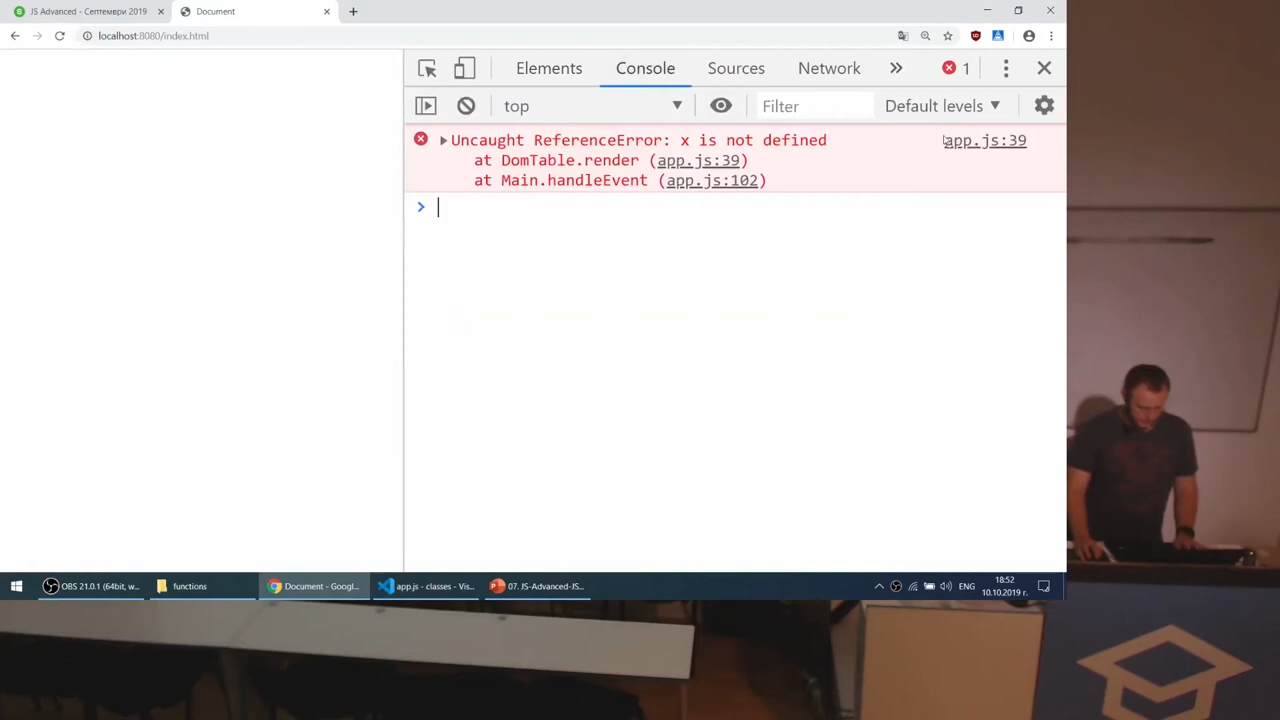 JS Advanced - Септември 2019
Document
localhost:8080/index.html
Elements
Console
Sources
Network
1
top
Filter
Default levels
Uncaught ReferenceError: x is not defined
app.js:39
at DomTable.render (app.js:39)
at Main.handleEvent (app.js:102)
OBS 21.0.1 (64bit, w...
functions
Document - Googl...
app.js - classes - Vis...
07. JS-Advanced-JS...
ЕНГ
18:52
10.10.2019 г.